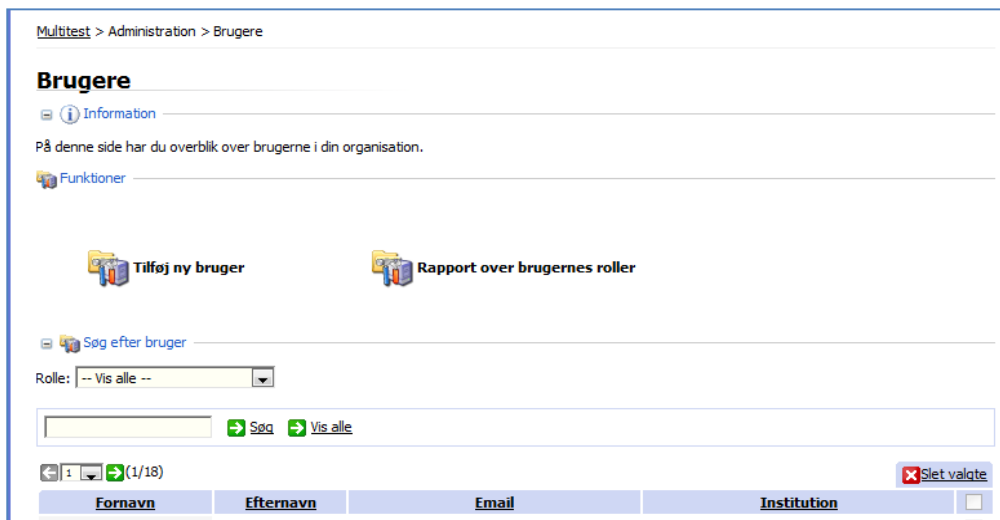 Multitest > Administration > Brugere
Brugere
Information
På denne side har du overblik over brugerne i din organisation.
Funktioner
Tilføj ny bruger Rapport over brugernes roller
Søg efter bruger
Rolle: -- Vis alle --
Søg Vis alle
1 (1/18) Slet valgte
Fornavn Efternavn Email Institution